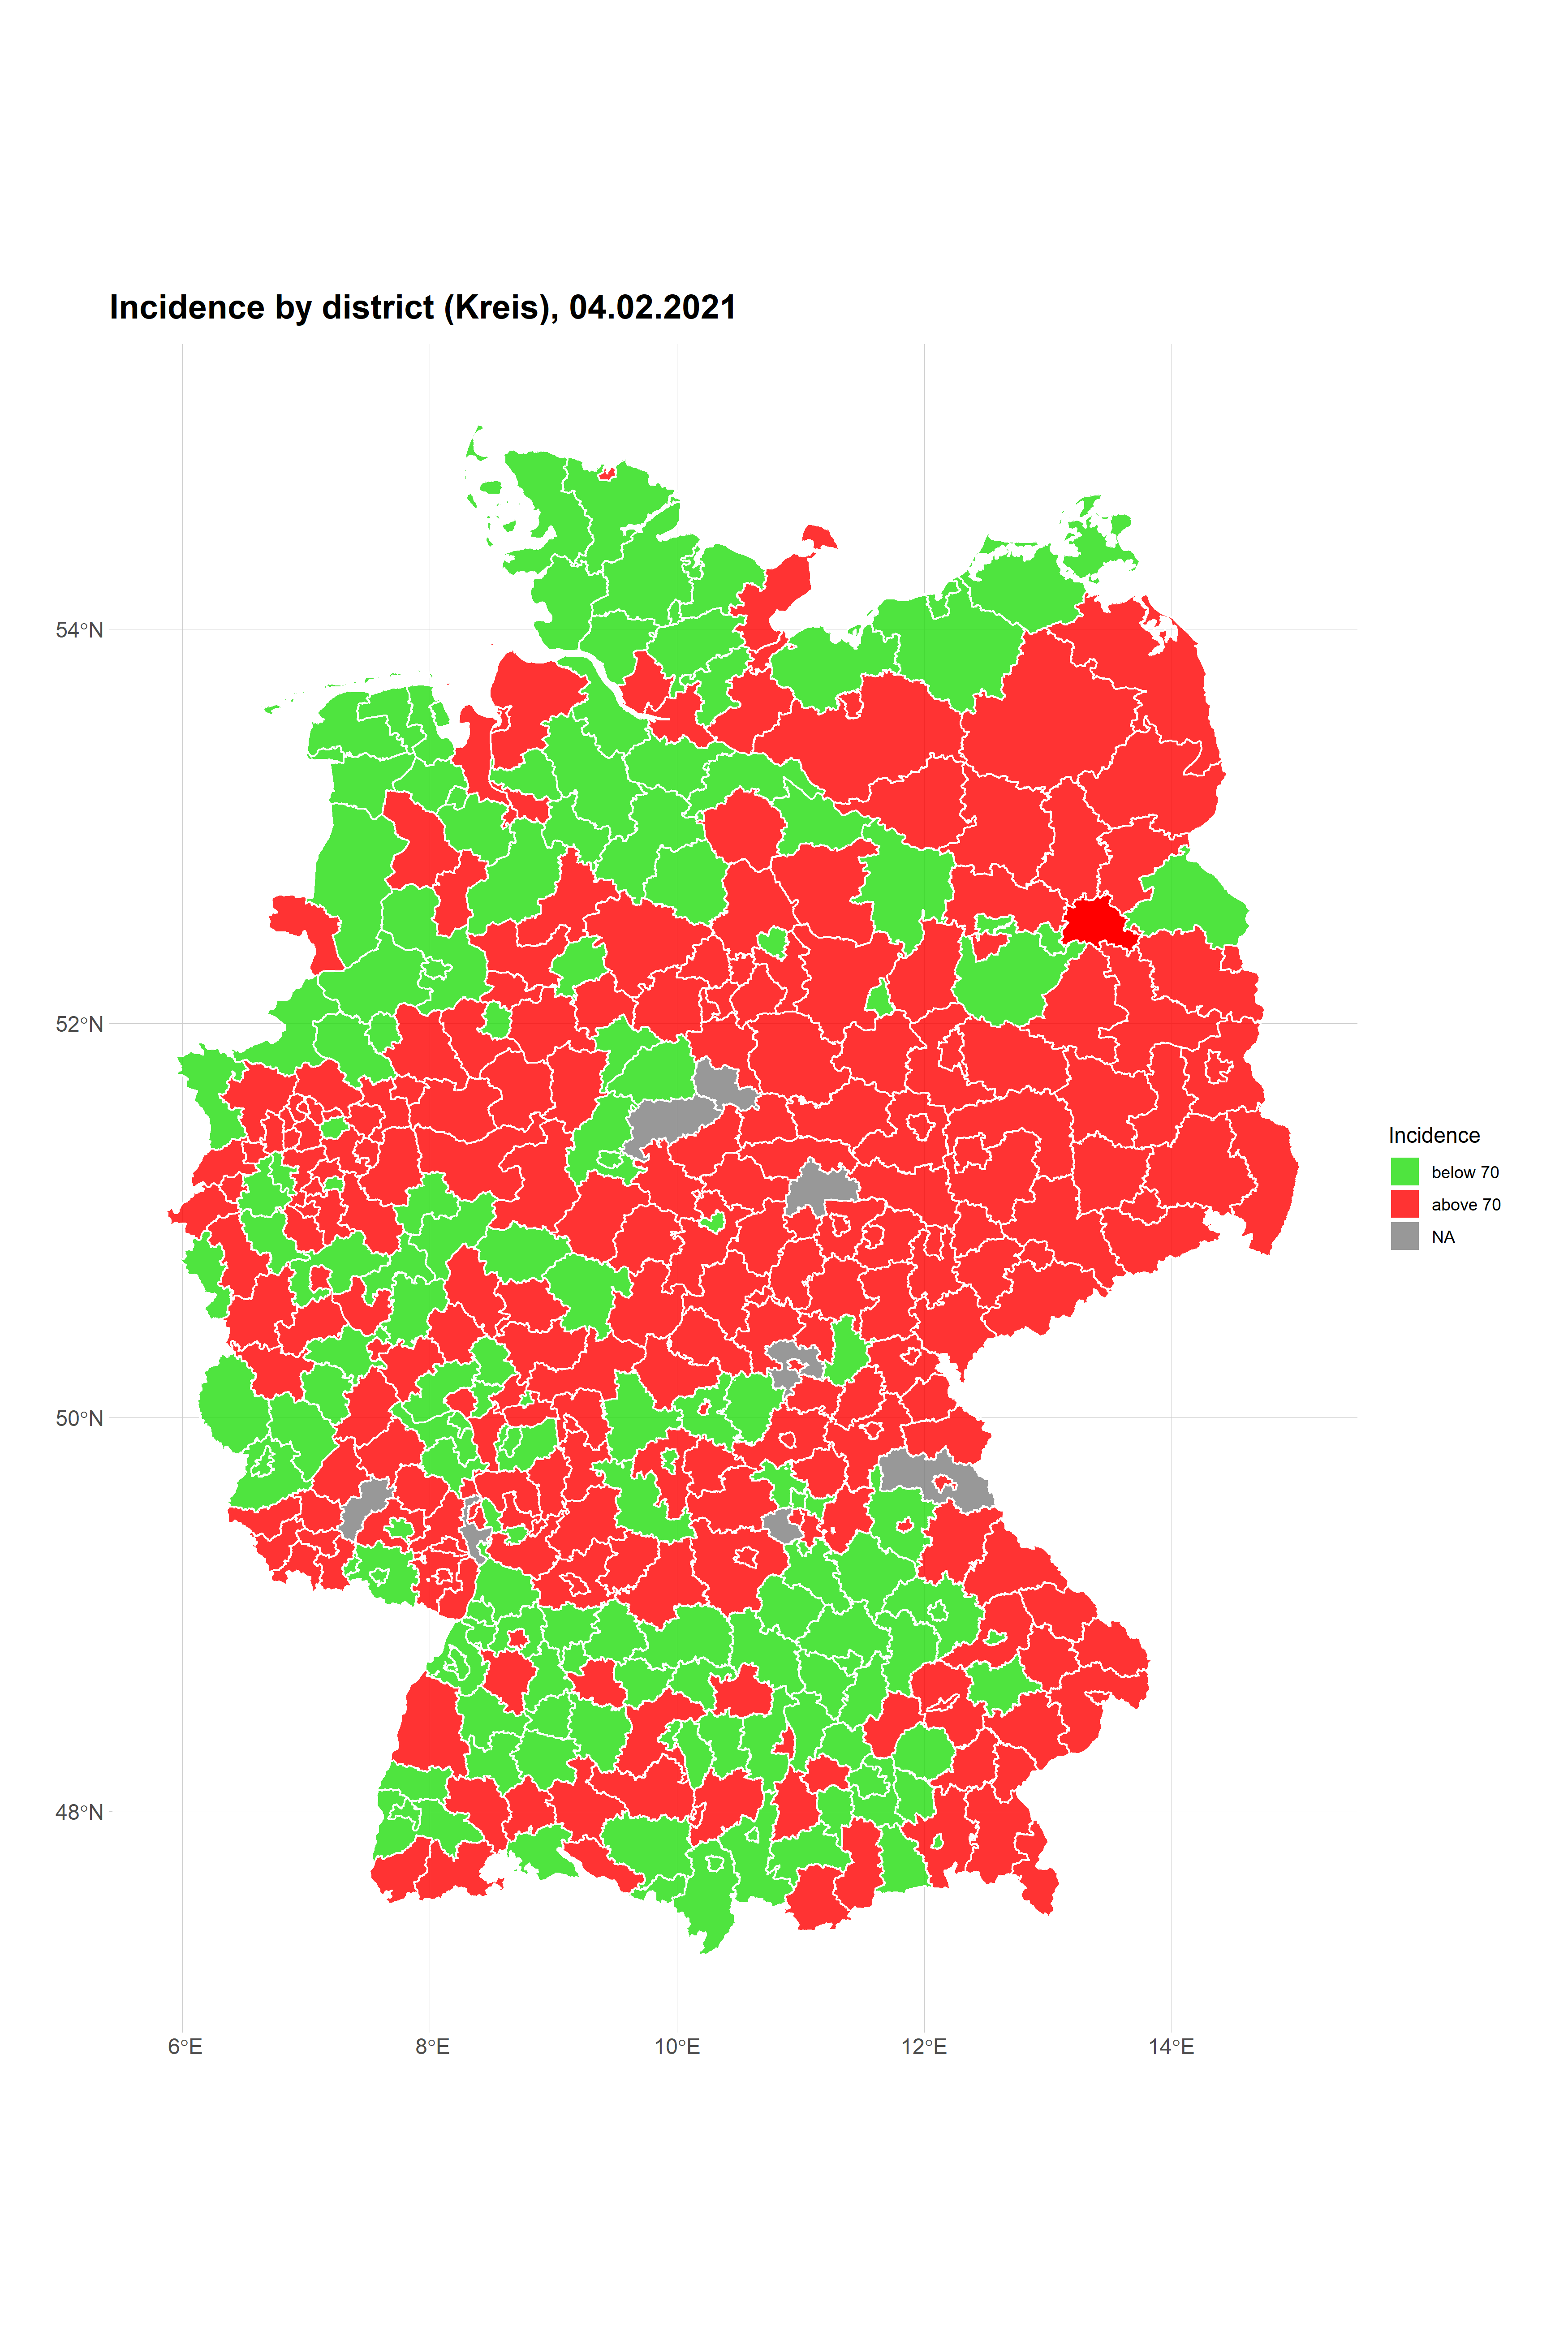 Incidence by district (Kreis), 04.02.2021
54°N
52°N
50°N
48°N
6°E
8°E
10°E
12°E
14°E
Incidence
below 70
above 70
NA